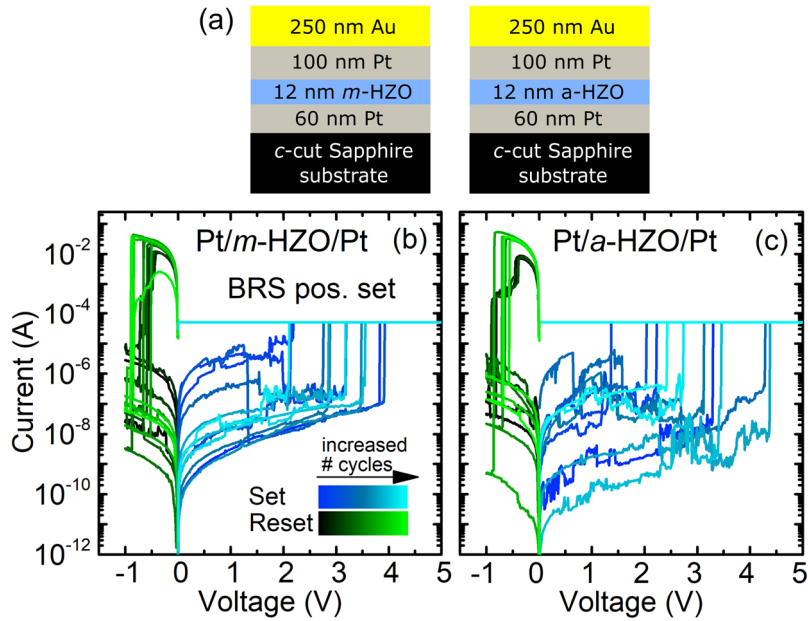 (a)
250 nm Au
100 nm Pt
12 nm m-HZO
60 nm Pt
c-cut Sapphire
substrate
250 nm Au
100 nm Pt
12 nm a-HZO
60 nm Pt
c-cut Sapphire
substrate
Current (A)
10⁻²
10⁻⁴
10⁻⁶
10⁻⁸
10⁻¹⁰
10⁻¹²
Pt/m-HZO/Pt (b)
BRS pos. set
increased
# cycles
Set
Reset
-1 0 1 2 3 4 5
Voltage (V)
Pt/a-HZO/Pt (c)
-1 0 1 2 3 4 5
Voltage (V)